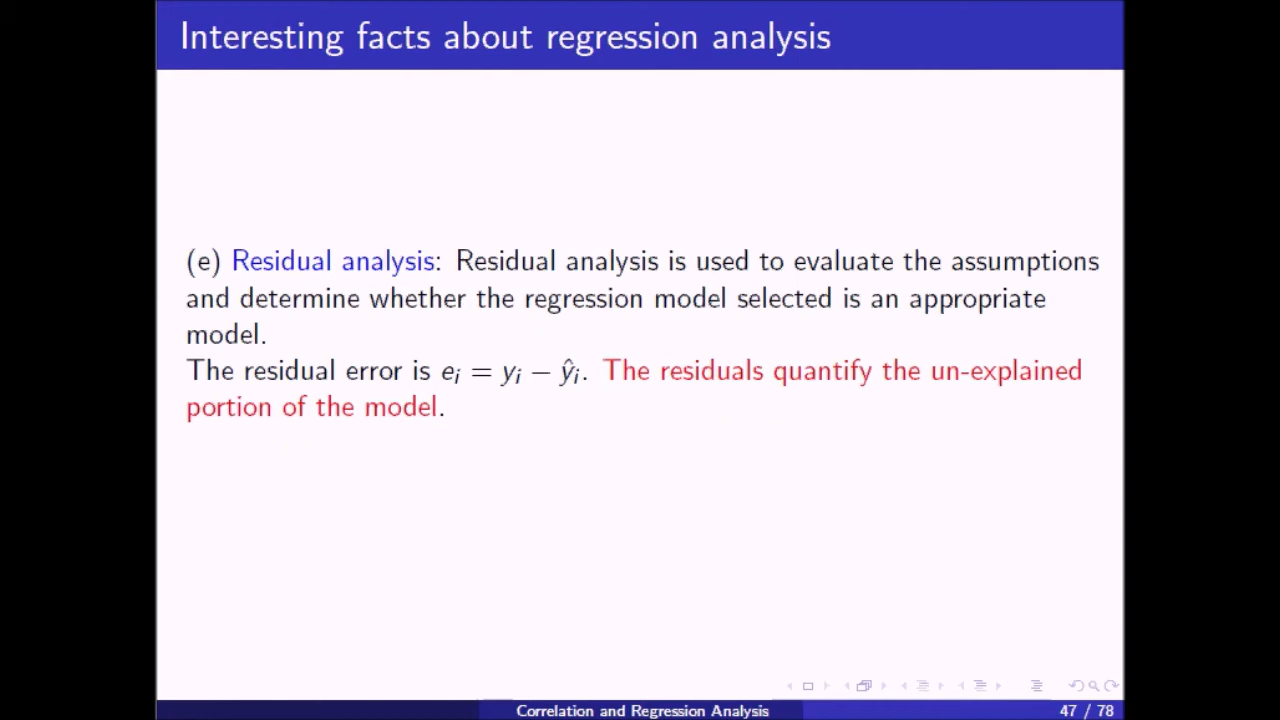 Interesting facts about regression analysis
(e) Residual analysis: Residual analysis is used to evaluate the assumptions
and determine whether the regression model selected is an appropriate
model.
The residual error is eᵢ = yᵢ − ŷᵢ. The residuals quantify the un-explained
portion of the model.
Correlation and Regression Analysis 47 / 78